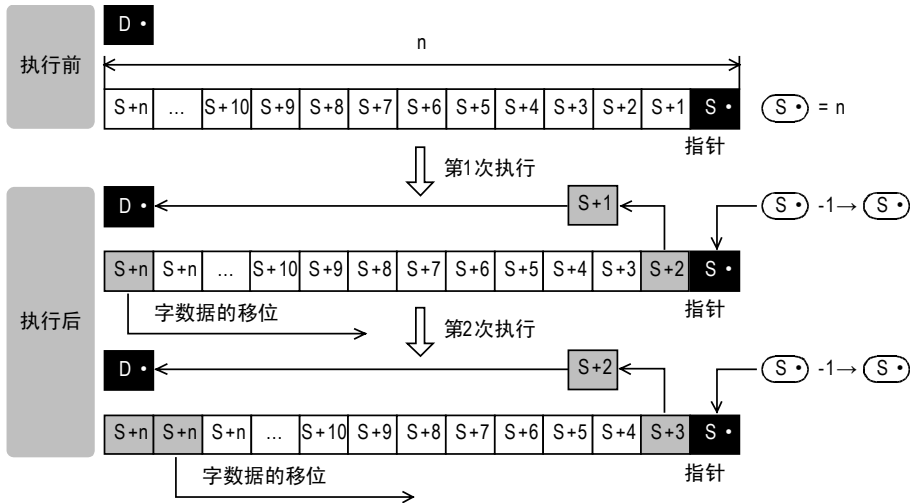 D・
执行前
n
S+n ... S+10 S+9 S+8 S+7 S+6 S+5 S+4 S+3 S+2 S+1 S・ S・ = n
指针
第1次执行
D・ S+1 S・ -1→ S・
S+n S+n ... S+10 S+9 S+8 S+7 S+6 S+5 S+4 S+3 S+2 S・
指针
字数据的移位
执行后
第2次执行
D・ S+2 S・ -1→ S・
S+n S+n S+n ... S+10 S+9 S+8 S+7 S+6 S+5 S+4 S+3 S・
指针
字数据的移位